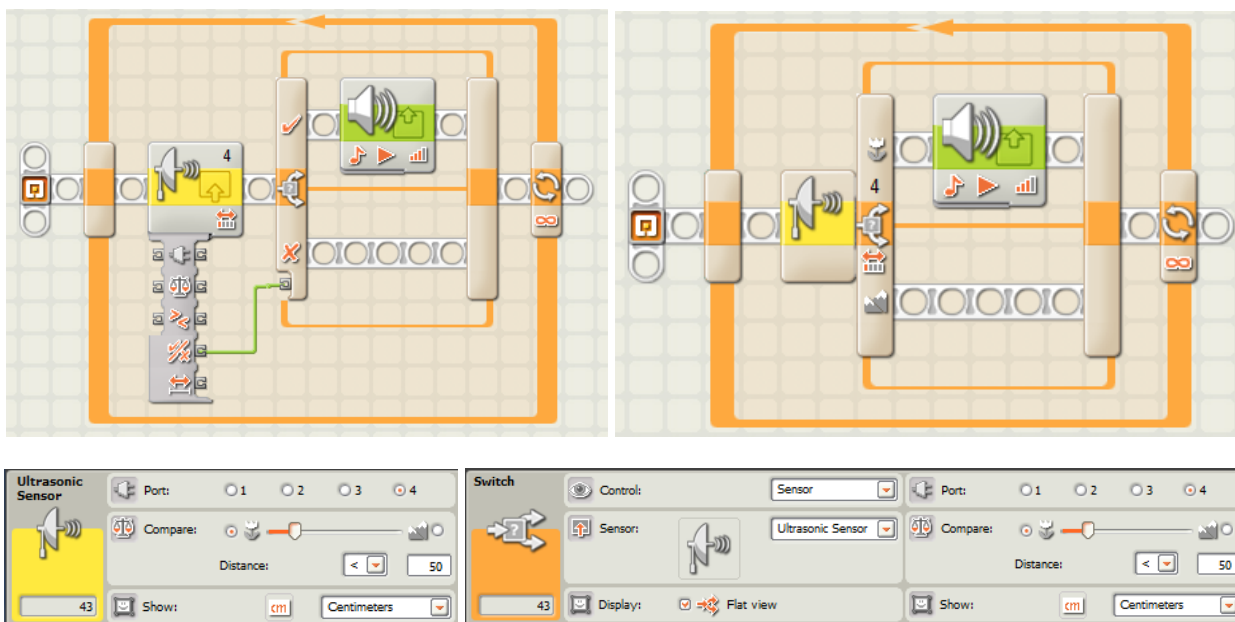 4
4
Ultrasonic
Sensor
Port:
1
2
3
4
Compare:
Distance:
<
50
43
Show:
cm
Centimeters
Switch
Control:
Sensor
Port:
1
2
3
4
Sensor:
Ultrasonic Sensor
Compare:
Distance:
<
50
43
Display:
Flat view
Show:
cm
Centimeters